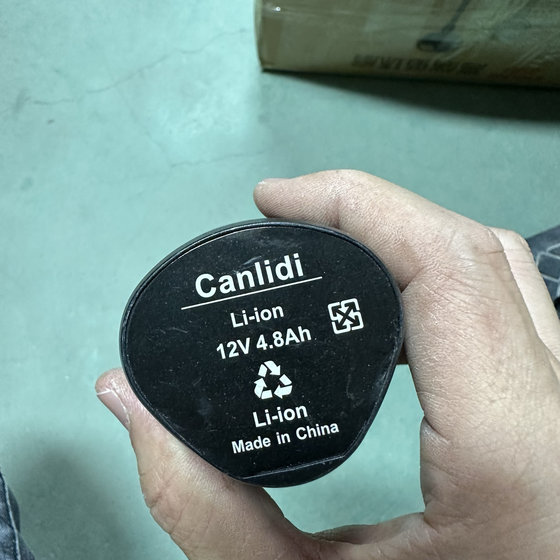 Canlidi
Li-ion
12V 4.8Ah
Li-ion
Made in China